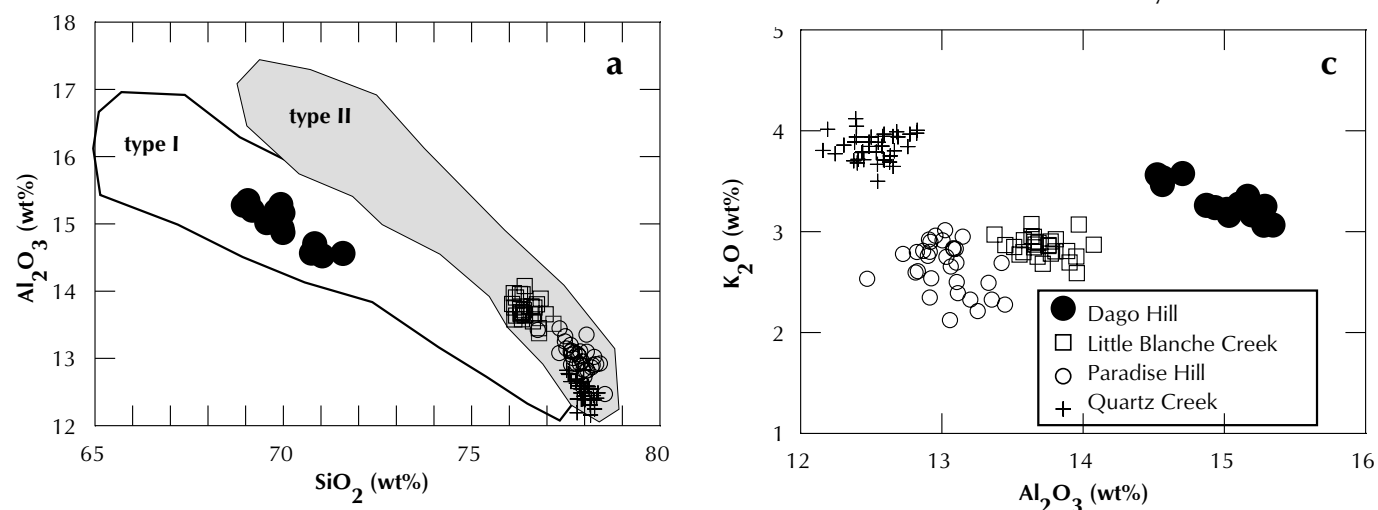 a
type I
type II
18
17
16
15
14
13
12
Al2O3 (wt%)
65
70
75
80
SiO2 (wt%)
c
5
4
3
2
1
K2O (wt%)
12
13
14
15
16
Al2O3 (wt%)
Dago Hill
Little Blanche Creek
Paradise Hill
Quartz Creek